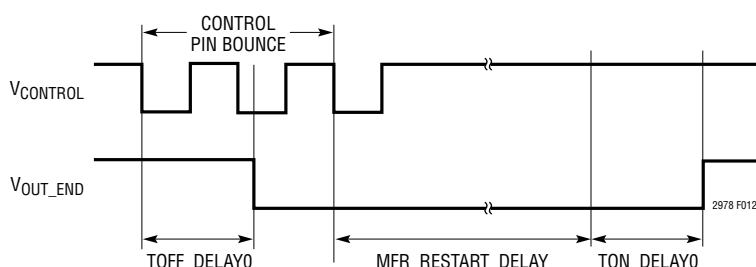 CONTROL
PIN BOUNCE
VCONTROL
VOUT_END
2978 F012
TOFF_DELAY0
MFR_RESTART_DELAY
TON_DELAY0